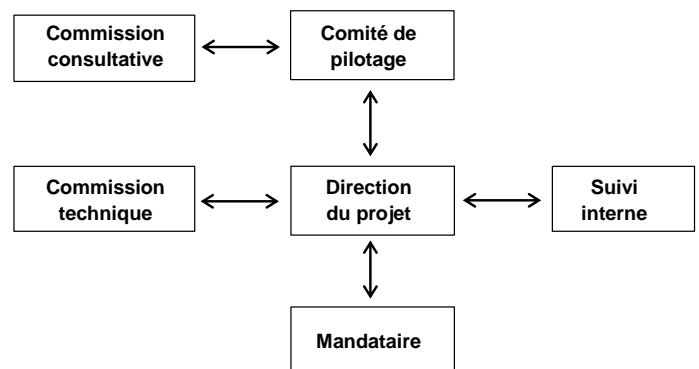 Commission
consultative
Comité de
pilotage
Commission
technique
Direction
du projet
Suivi
interne
Mandataire